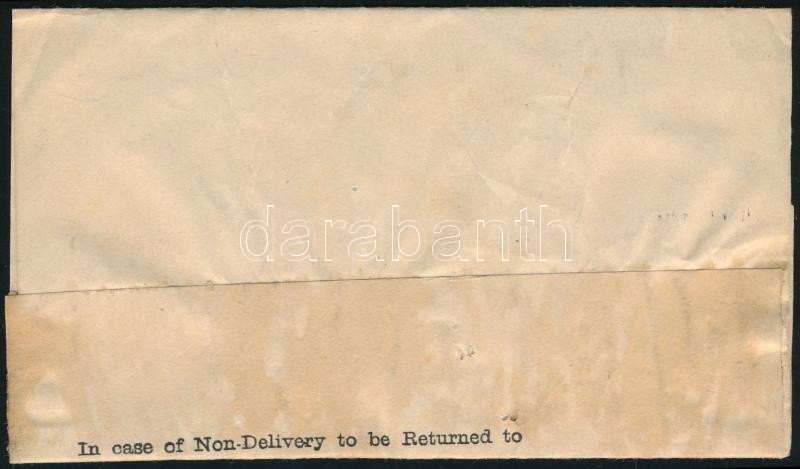 darabanth
In case of Non-Delivery to be Returned to